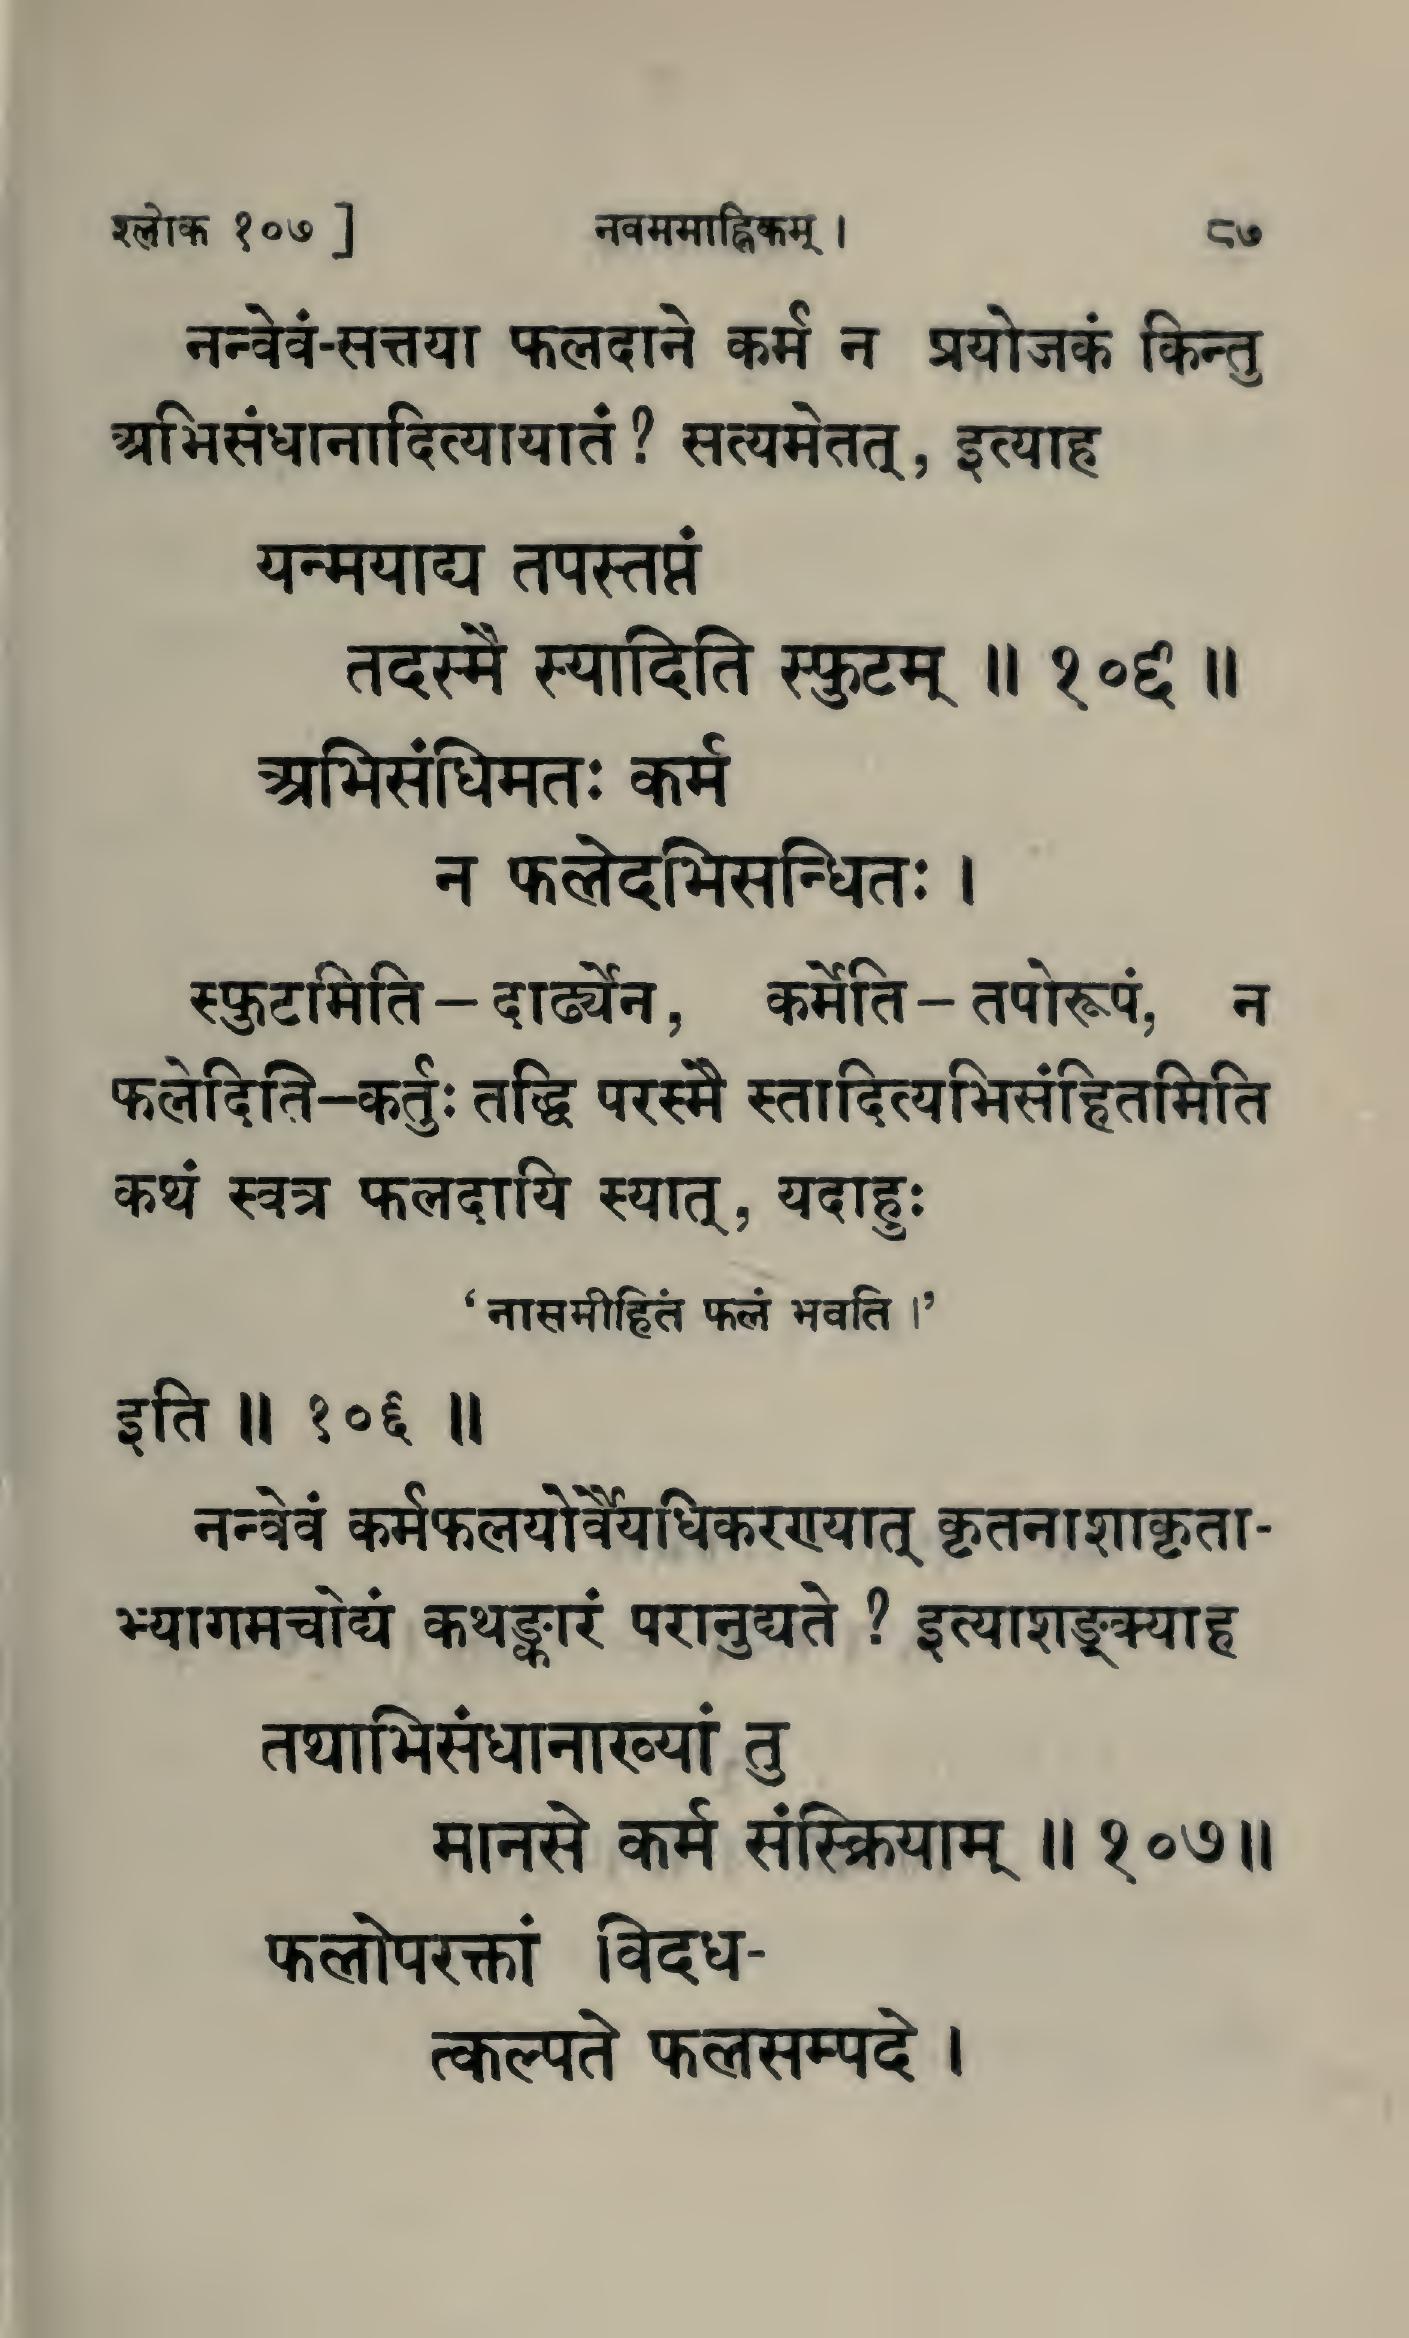 श्लोक १०७ ] नवममाह्निकम् । ८७
नन्वेवं-सत्तया फलदाने कर्म न प्रयोजकं किन्तु
अभिसंधानादित्यायातं ? सत्यमेतत् , इत्याह
यन्मयाद्य तपस्तप्तं
तदस्मै स्यादिति स्फुटम् ॥ १०६ ॥
अभिसंधिमतः कर्म
न फलेदभिसन्धितः ।
स्फुटमिति – दार्ढ्येन, कर्मेति – तपोरूपं, न
फलेदिति–कर्तुः तद्धि परस्मै स्तादित्यभिसंहितमिति
कथं स्वत्र फलदायि स्यात् , यदाहुः
‘ नासमीहितं फलं भवति ।’
इति ॥ १०६ ॥
नन्वेवं कर्मफलयोर्वैयधिकरण्यात् कृतनाशाकृता-
भ्यागमचोद्यं कथङ्कारं परानुद्यते ? इत्याशङ्क्याह
तथाभिसंधानाख्यां तु
मानसे कर्म संस्क्रियाम् ॥ १०७॥
फलोपरक्तां विदध-
त्कल्पते फलसम्पदे ।